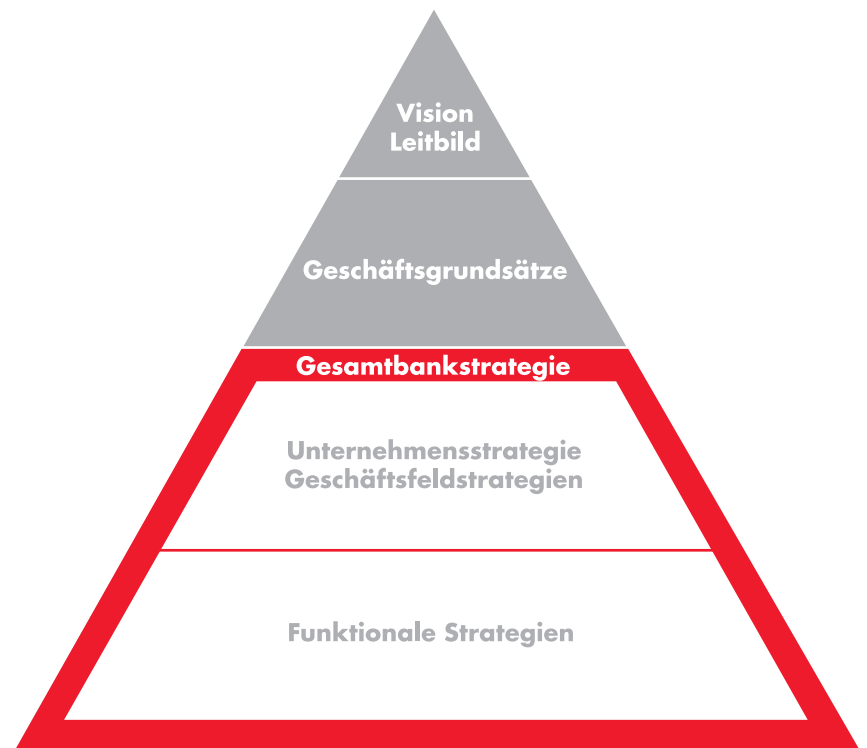 Vision
Leitbild
Geschäftsgrundsätze
Gesamtbankstrategie
Unternehmensstrategie
Geschäftsfeldstrategien
Funktionale Strategien